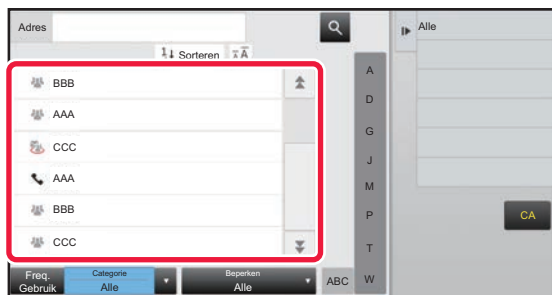 Adres
Sorteren
BBB
AAA
CCC
AAA
BBB
CCC
A
D
G
J
M
P
T
W
ABC
Freq.
Gebruik
Categorie
Alle
Beperken
Alle
Alle
CA